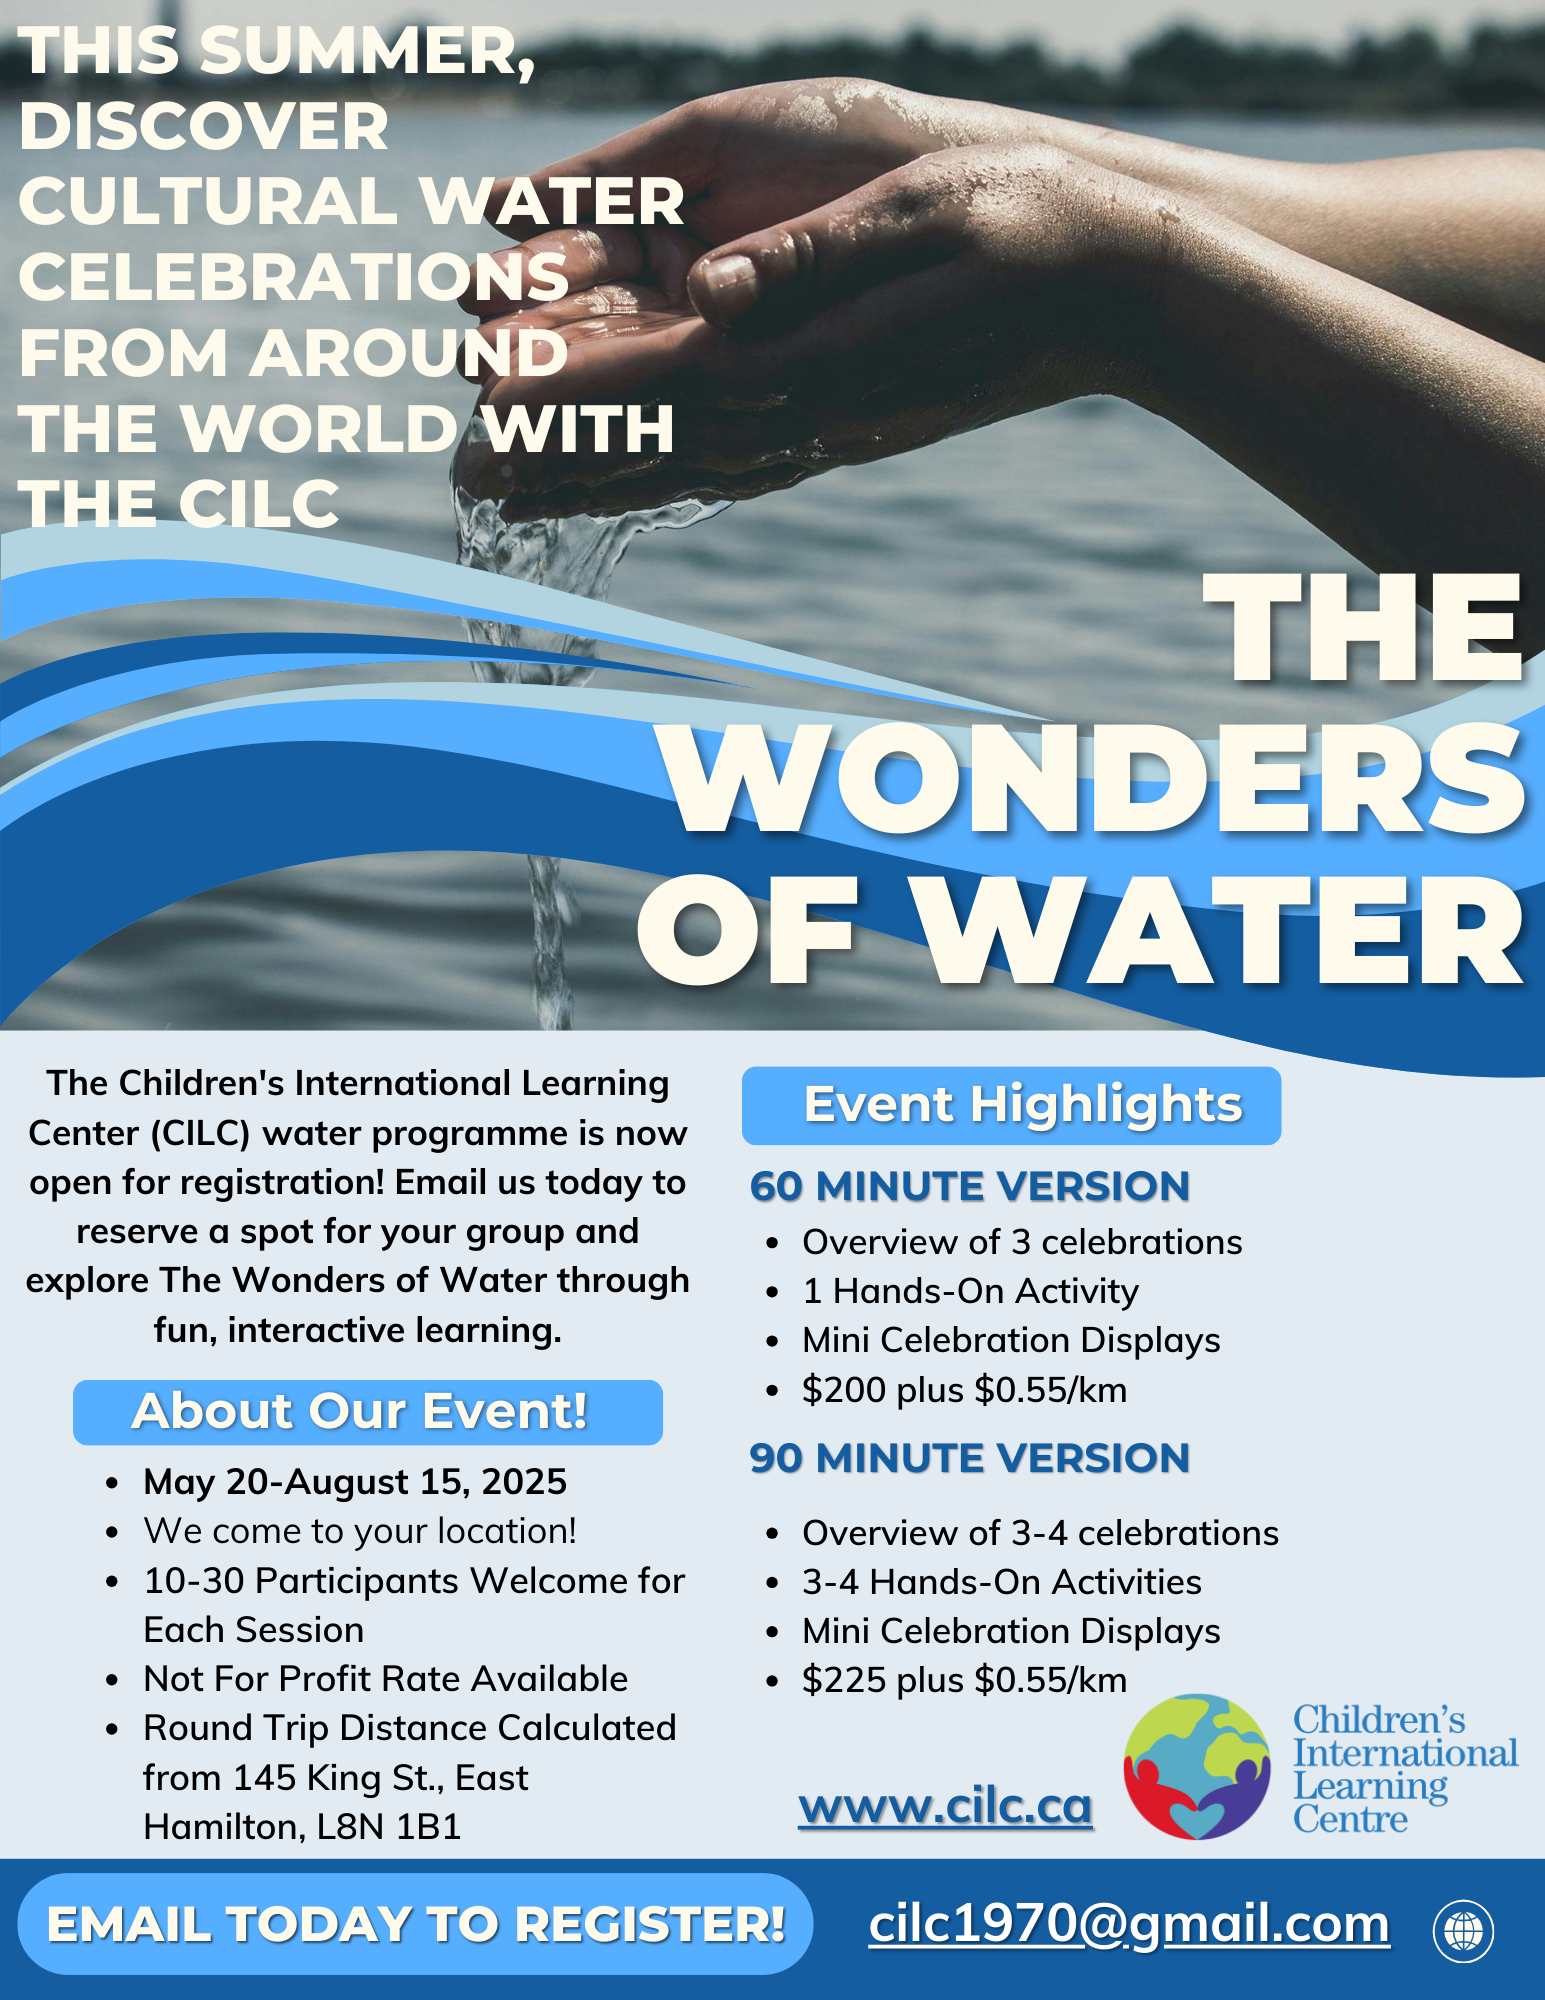 THIS SUMMER,
DISCOVER
CULTURAL WATER
CELEBRATIONS
FROM AROUND
THE WORLD WITH
THE CILC
THE
WONDERS
OF WATER
The Children's International Learning
Center (CILC) water programme is now
open for registration! Email us today to
reserve a spot for your group and
explore The Wonders of Water through
fun, interactive learning.
About Our Event!
• May 20-August 15, 2025
• We come to your location!
• 10-30 Participants Welcome for
Each Session
• Not For Profit Rate Available
• Round Trip Distance Calculated
from 145 King St., East
Hamilton, L8N 1B1
Event Highlights
60 MINUTE VERSION
• Overview of 3 celebrations
• 1 Hands-On Activity
• Mini Celebration Displays
• $200 plus $0.55/km
90 MINUTE VERSION
• Overview of 3-4 celebrations
• 3-4 Hands-On Activities
• Mini Celebration Displays
• $225 plus $0.55/km
www.cilc.ca
Children's
International
Learning
Centre
EMAIL TODAY TO REGISTER!
cilc1970@gmail.com